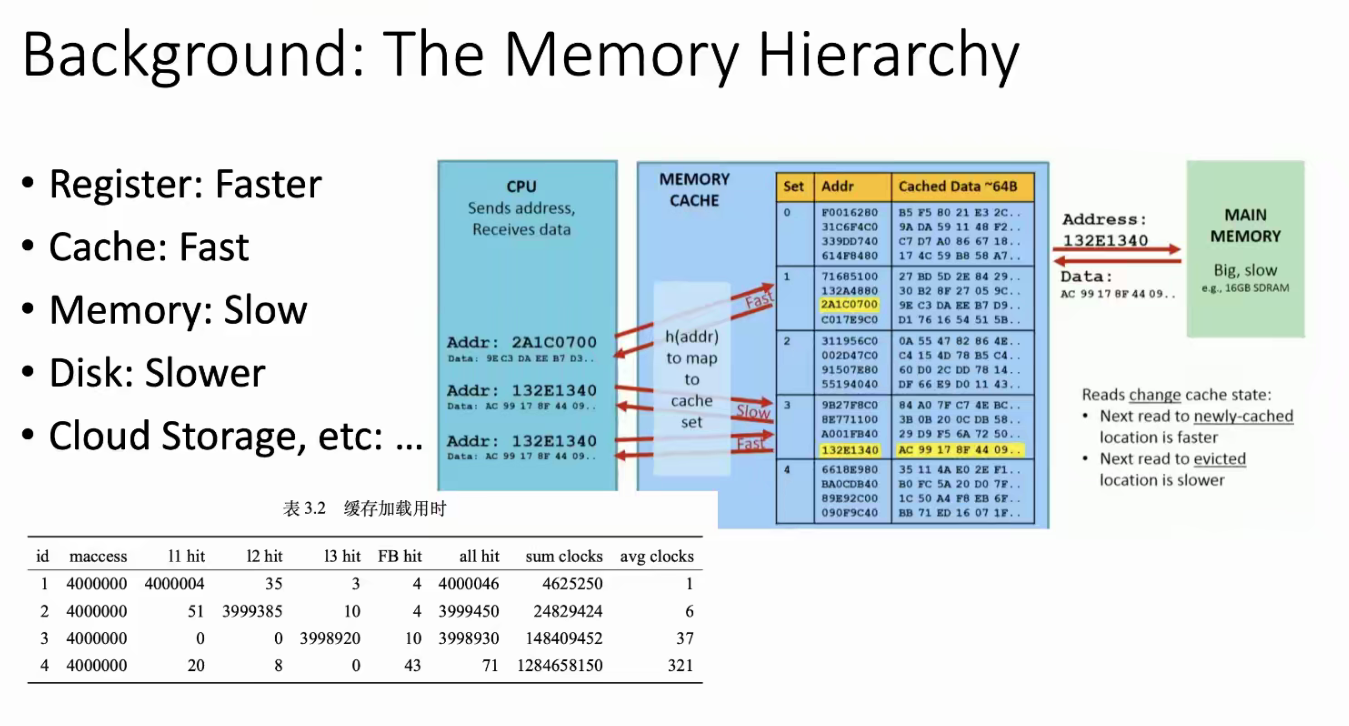 Background: The Memory Hierarchy
• Register: Faster
• Cache: Fast
• Memory: Slow
• Disk: Slower
• Cloud Storage, etc: ...
CPU
Sends address,
Receives data
Addr: 2A1C0700
Data: 9E C3 DA EE B7 D3..
Addr: 132E1340
Data: AC 99 17 8F 44 09..
Addr: 132E1340
Data: AC 99 17 8F 44 09..
MEMORY
CACHE
h(addr)
to map
to
cache
set
Fast
Slow
Fast
Set Addr Cached Data ~64B
0 F0016280 B5 F5 80 21 E3 2C..
31C6F4C0 9A DA 59 11 48 F2..
339DD740 C7 D7 A0 86 67 18..
614F8480 17 4C 59 B8 58 A7..
1 71685100 27 BD 5D 2E 84 29..
132A4880 30 B2 8F 27 05 9C..
2A1C0700 9E C3 DA EE B7 D9..
C017E9C0 D1 76 16 54 51 5B..
2 311956C0 0A 55 47 82 86 4E..
002D47C0 C4 15 4D 78 B5 C4..
91507E80 60 D0 2C DD 78 14..
55194040 DF 66 E9 D0 11 43..
3 9B27F8C0 84 A0 7F C7 4E BC..
8E771100 3B 0B 20 0C DB 58..
A001FB40 29 D9 F5 6A 72 50..
132E1340 AC 99 17 8F 44 09..
4 6618E980 35 11 4A E0 2E F1..
BA0CDB40 B0 FC 5A 20 D0 7F..
89E92C00 1C 50 A4 F8 EB 6F..
090F9C40 BB 71 ED 16 07 1F..
Address:
132E1340
Data:
AC 99 17 8F 44 09..
MAIN
MEMORY
Big, slow
e.g., 16GB SDRAM
Reads change cache state:
• Next read to newly-cached
location is faster
• Next read to evicted
location is slower
表 3.2 缓存加载用时
id maccess l1 hit l2 hit l3 hit FB hit all hit sum clocks avg clocks
1 4000000 4000004 35 3 4 4000046 4625250 1
2 4000000 51 3999385 10 4 3999450 24829424 6
3 4000000 0 0 3998920 10 3998930 148409452 37
4 4000000 20 8 0 43 71 1284658150 321